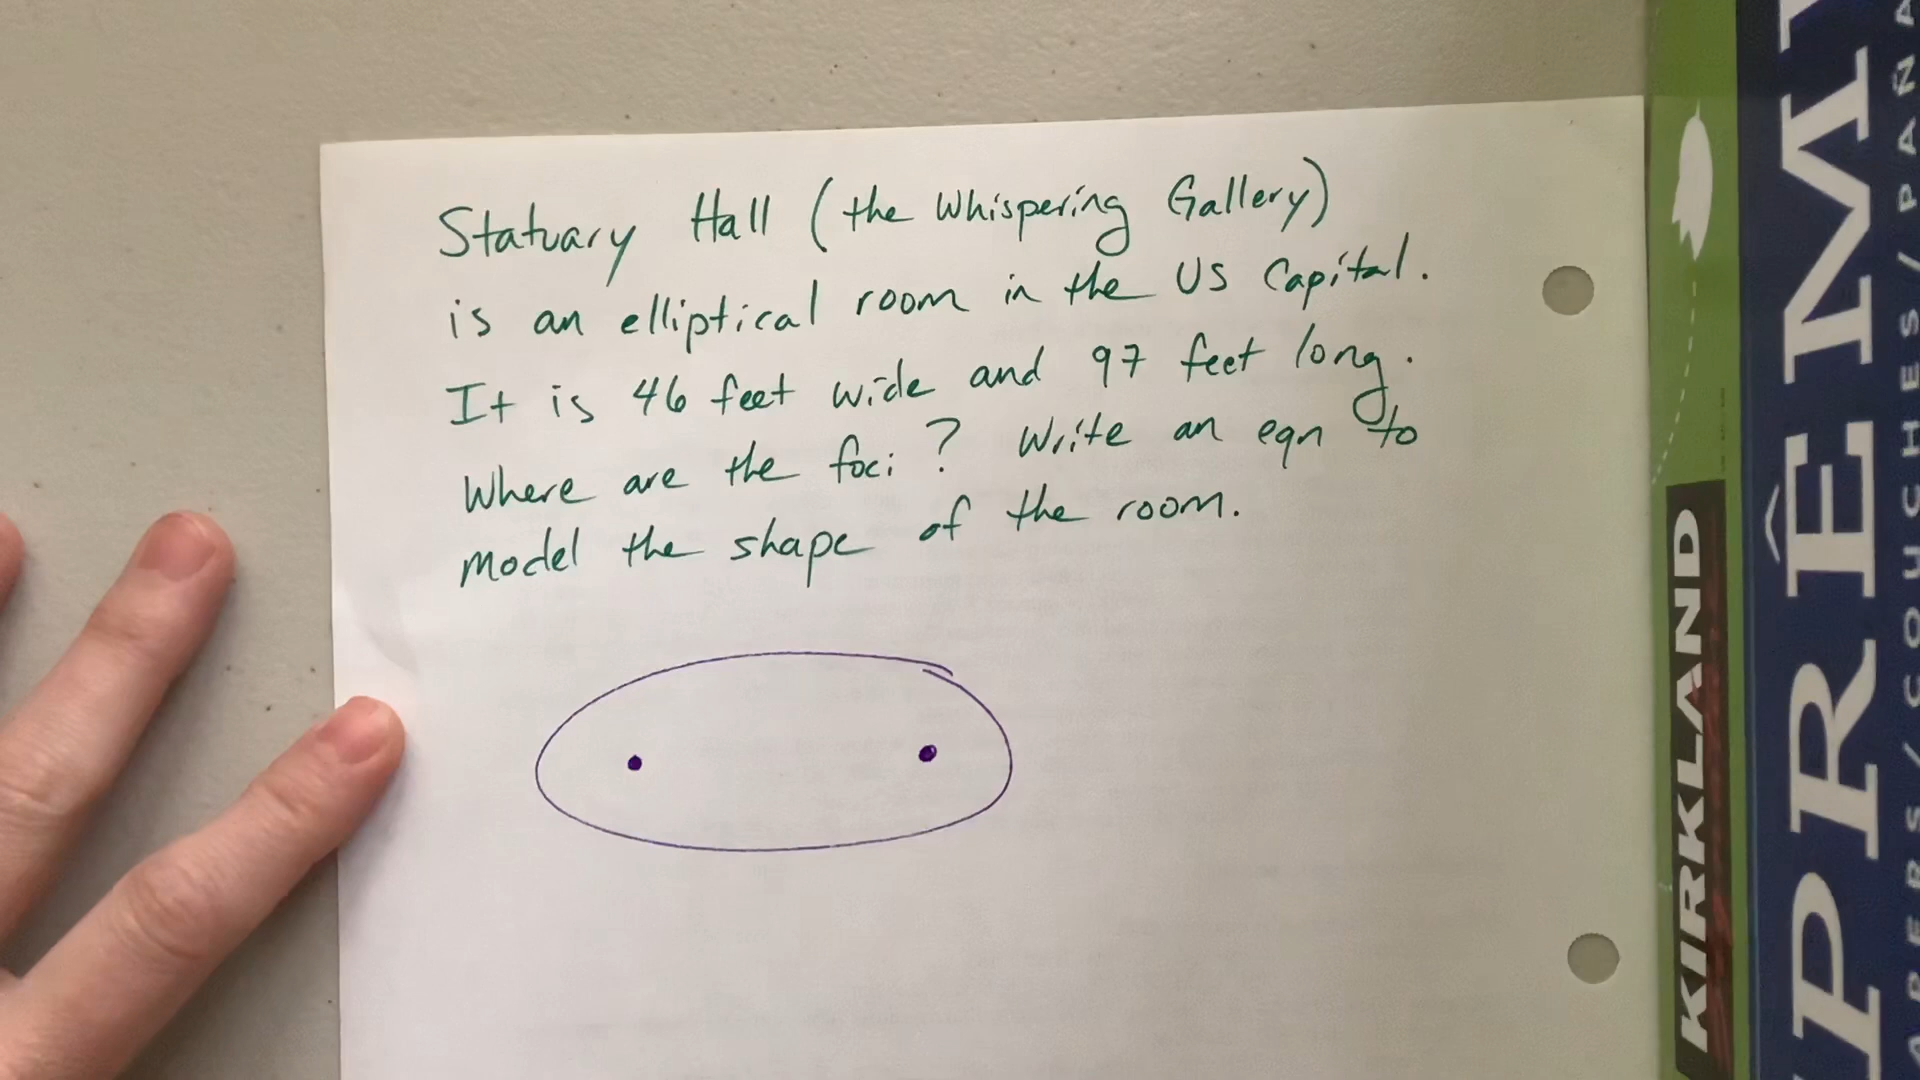 Statuary Hall (the Whispering Gallery)
is an elliptical room in the US Capital.
It is 46 feet wide and 97 feet long.
Where are the foci? Write an eqn to
model the shape of the room.
KIRKLAND